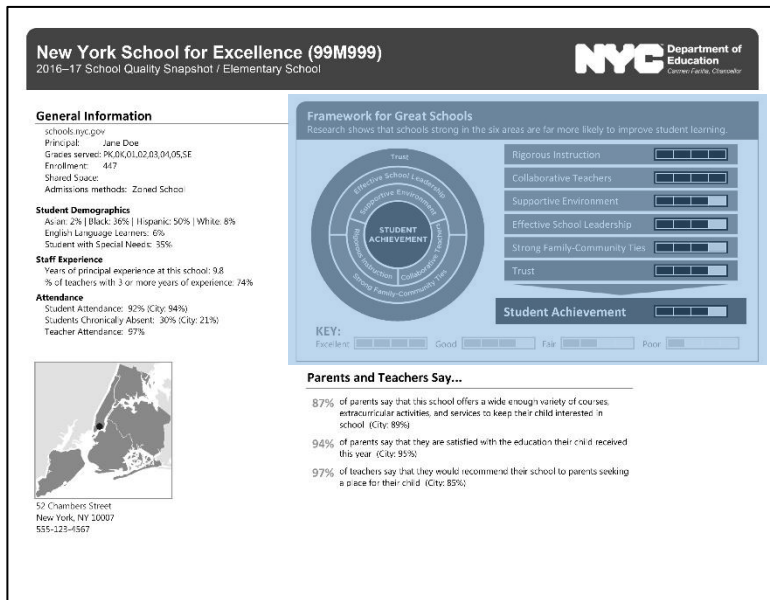 New York School for Excellence (99M999)
2016–17 School Quality Snapshot / Elementary School
NYC Department of
Education
Carmen Fariña, Chancellor
General Information
schools.nyc.gov
Principal: Jane Doe
Grades served: PK,0K,01,02,03,04,05,SE
Enrollment: 447
Shared Space:
Admissions methods: Zoned School
Student Demographics
Asian: 2% | Black: 36% | Hispanic: 50% | White: 8%
English Language Learners: 6%
Student with Special Needs: 35%
Staff Experience
Years of principal experience at this school: 9.8
% of teachers with 3 or more years of experience: 74%
Attendance
Student Attendance: 92% (City: 94%)
Students Chronically Absent: 30% (City: 21%)
Teacher Attendance: 97%
52 Chambers Street
New York, NY 10007
555-123-4567
Framework for Great Schools
Research shows that schools strong in the six areas are far more likely to improve student learning.
Trust
Effective School Leadership
Supportive Environment
STUDENT
ACHIEVEMENT
Rigorous Instruction
Collaborative Teachers
Strong Family-Community Ties
Rigorous Instruction
Collaborative Teachers
Supportive Environment
Effective School Leadership
Strong Family-Community Ties
Trust
Student Achievement
KEY:
Excellent Good Fair Poor
Parents and Teachers Say...
87% of parents say that this school offers a wide enough variety of courses,
extracurricular activities, and services to keep their child interested in
school (City: 89%)
94% of parents say that they are satisfied with the education their child received
this year (City: 95%)
97% of teachers say that they would recommend their school to parents seeking
a place for their child (City: 85%)